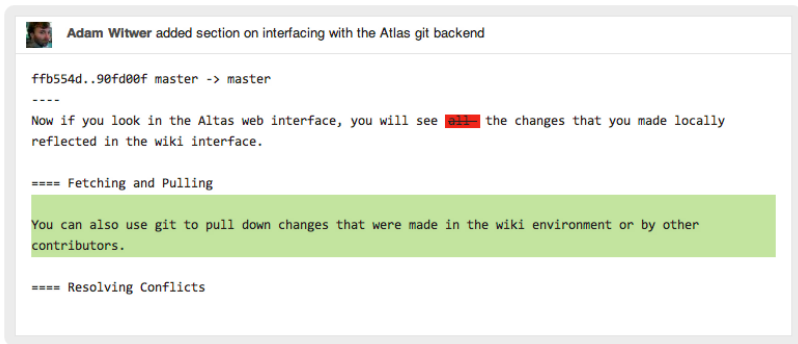 Adam Witwer added section on interfacing with the Atlas git backend
ffb554d..90fd00f master -> master
----
Now if you look in the Altas web interface, you will see all the changes that you made locally
reflected in the wiki interface.
==== Fetching and Pulling
You can also use git to pull down changes that were made in the wiki environment or by other
contributors.
==== Resolving Conflicts